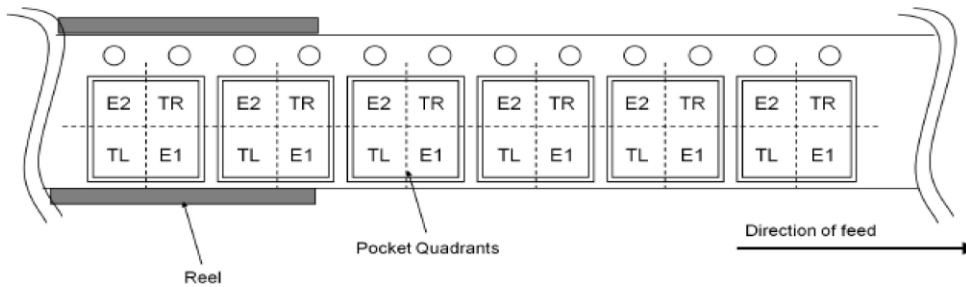 E2 TR E2 TR E2 TR E2 TR E2 TR E2 TR
TL E1 TL E1 TL E1 TL E1 TL E1 TL E1
Direction of feed
Pocket Quadrants
Reel